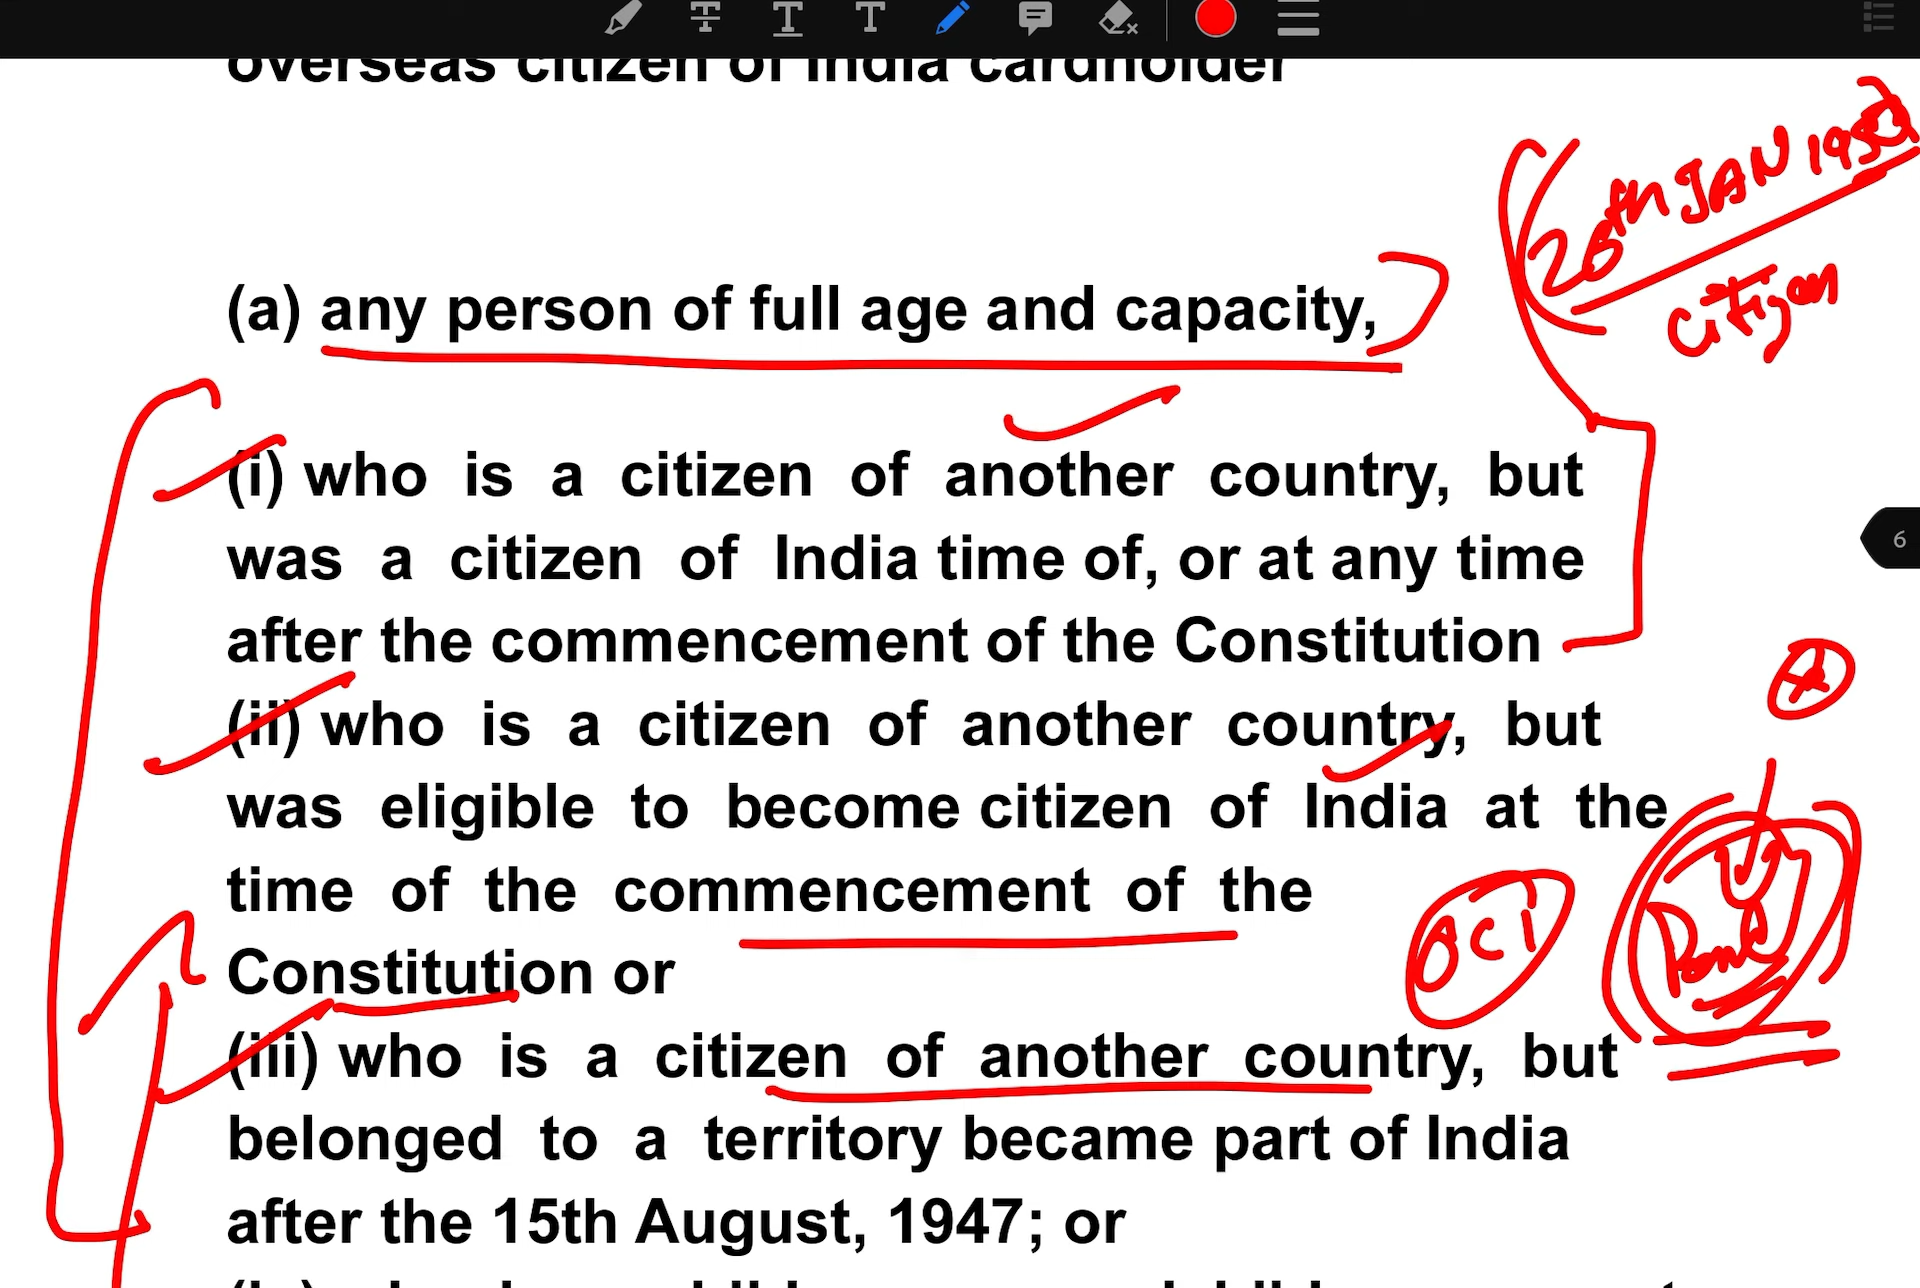 overseas citizen of India cardholder
26th JAN 1950
Citizen
(a) any person of full age and capacity,
(i) who is a citizen of another country, but
was a citizen of India time of, or at any time
after the commencement of the Constitution
(ii) who is a citizen of another country, but
was eligible to become citizen of India at the
time of the commencement of the
Constitution or
OCI
(iii) who is a citizen of another country, but
belonged to a territory became part of India
after the 15th August, 1947; or
6